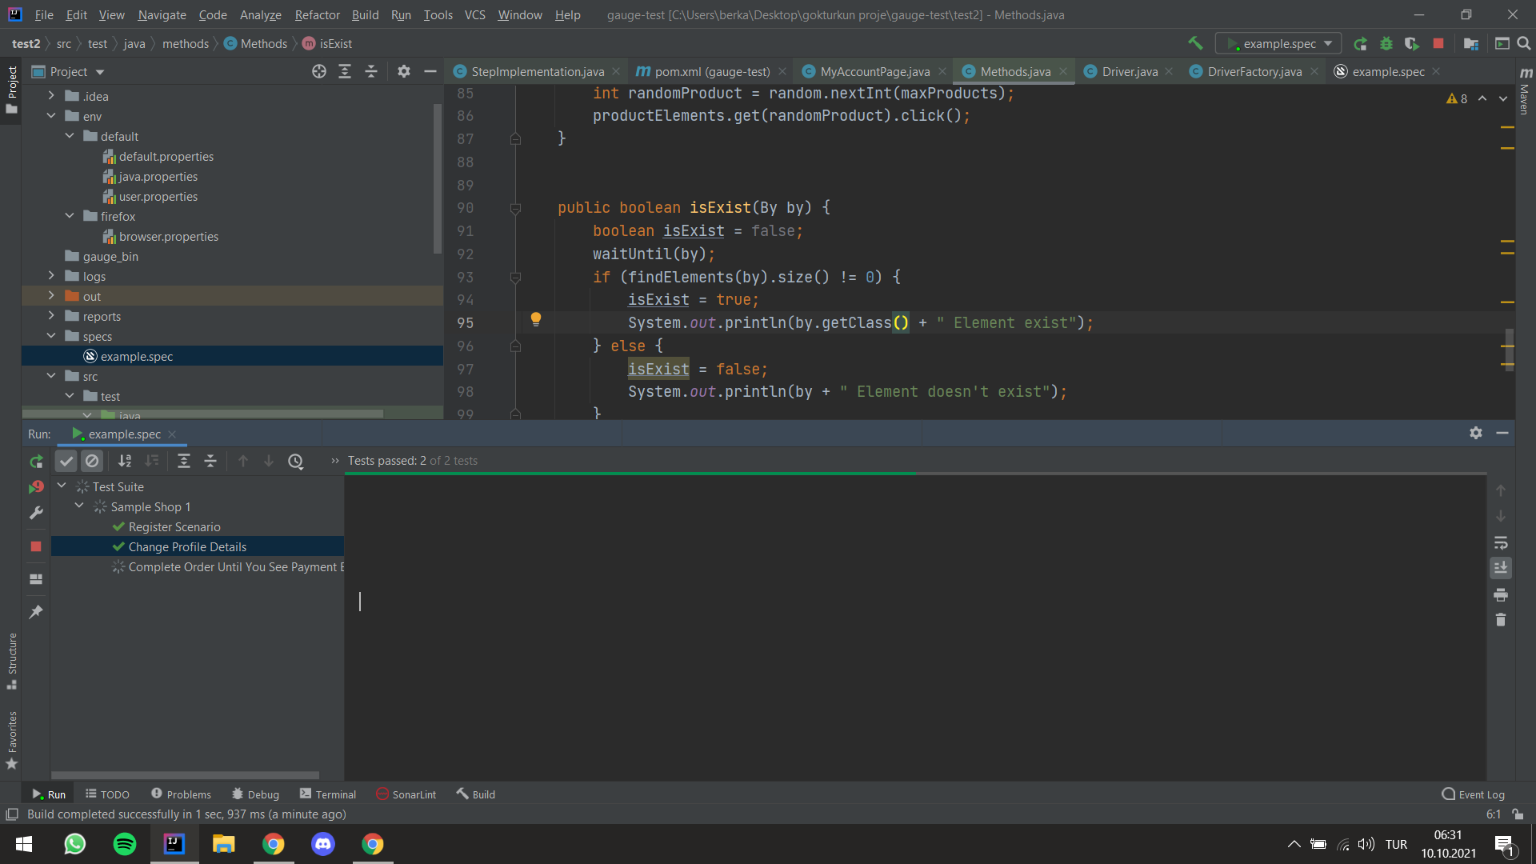 File Edit View Navigate Code Analyze Refactor Build Run Tools VCS Window Help gauge-test [C:\Users\berka\Desktop\gokturkun proje\gauge-test\test2] - Methods.java
test2 src test java methods Methods isExist example.spec
Project
Project
StepImplementation.java pom.xml (gauge-test) MyAccountPage.java Methods.java Driver.java DriverFactory.java example.spec
Maven
.idea
env
default
default.properties
java.properties
user.properties
firefox
browser.properties
gauge_bin
logs
out
reports
specs
example.spec
src
test
java
8
85 int randomProduct = random.nextInt(maxProducts);
86 productElements.get(randomProduct).click();
87 }
88
89
90 public boolean isExist(By by) {
91 boolean isExist = false;
92 waitUntil(by);
93 if (findElements(by).size() != 0) {
94 isExist = true;
95 System.out.println(by.getClass() + " Element exist");
96 } else {
97 isExist = false;
98 System.out.println(by + " Element doesn't exist");
99 }
Run: example.spec
Tests passed: 2 of 2 tests
Test Suite
Sample Shop 1
Register Scenario
Change Profile Details
Complete Order Until You See Payment E
Structure
Favorites
Run TODO Problems Debug Terminal SonarLint Build Event Log
Build completed successfully in 1 sec, 937 ms (a minute ago) 6:1
TUR
06:31
10.10.2021
1